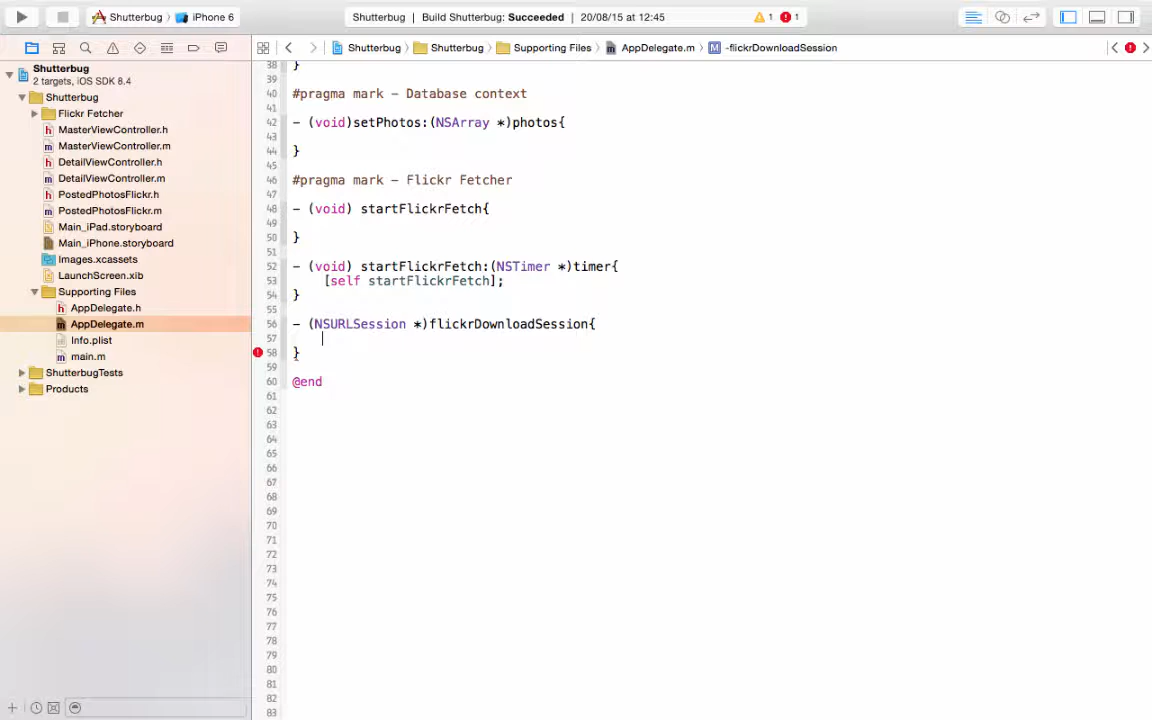 Shutterbug iPhone 6
Shutterbug | Build Shutterbug: Succeeded | 20/08/15 at 12:45 1 1
Shutterbug Shutterbug Supporting Files AppDelegate.m M -flickrDownloadSession
Shutterbug
2 targets, iOS SDK 8.4
Shutterbug
Flickr Fetcher
h MasterViewController.h
m MasterViewController.m
h DetailViewController.h
m DetailViewController.m
h PostedPhotosFlickr.h
m PostedPhotosFlickr.m
Main_iPad.storyboard
Main_iPhone.storyboard
Images.xcassets
LaunchScreen.xib
Supporting Files
h AppDelegate.h
m AppDelegate.m
Info.plist
m main.m
ShutterbugTests
Products
38 }
39
40 #pragma mark - Database context
41
42 - (void)setPhotos:(NSArray *)photos{
43
44 }
45
46 #pragma mark - Flickr Fetcher
47
48 - (void) startFlickrFetch{
49
50 }
51
52 - (void) startFlickrFetch:(NSTimer *)timer{
53 [self startFlickrFetch];
54 }
55
56 - (NSURLSession *)flickrDownloadSession{
57
58 }
59
60 @end
61
62
63
64
65
66
67
68
69
70
71
72
73
74
75
76
77
78
79
80
81
82
83